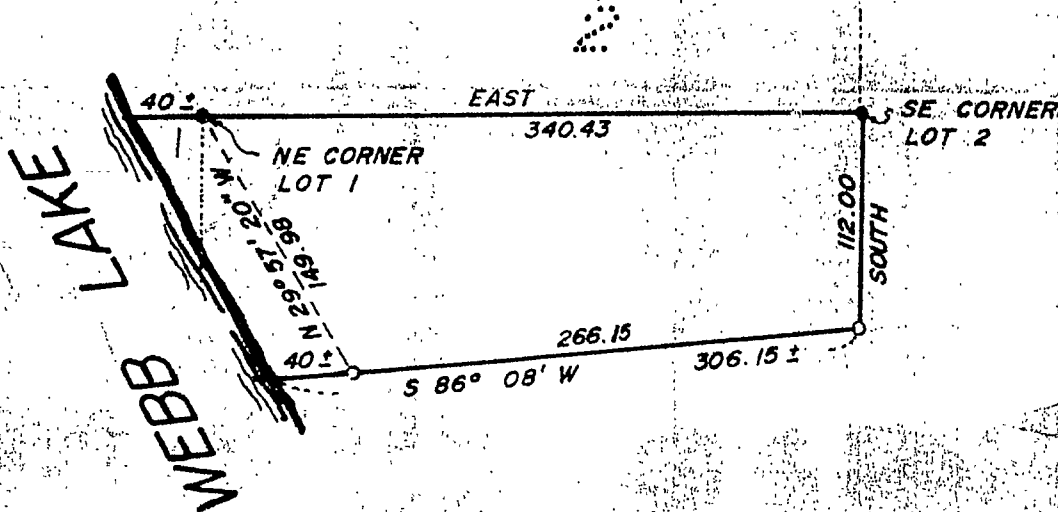 2
40 ±
EAST
340.43
SE CORNER
LOT 2
NE CORNER
LOT 1
WEBB LAKE
N 29° 57' 20" W
149.98
112.00
SOUTH
266.15
306.15 ±
40 ±
S 86° 08' W